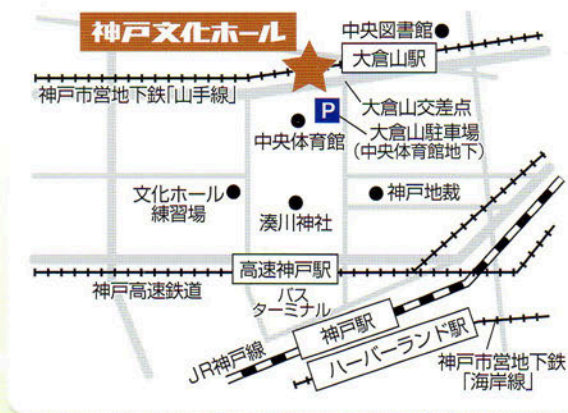 神戸文化ホール
中央図書館
大倉山駅
神戸市営地下鉄「山手線」
大倉山交差点
P
大倉山駐車場
(中央体育館地下)
中央体育館
文化ホール
練習場
神戸地裁
湊川神社
高速神戸駅
神戸高速鉄道
バス
ターミナル
神戸駅
JR神戸線
ハーバーランド駅
神戸市営地下鉄
「海岸線」